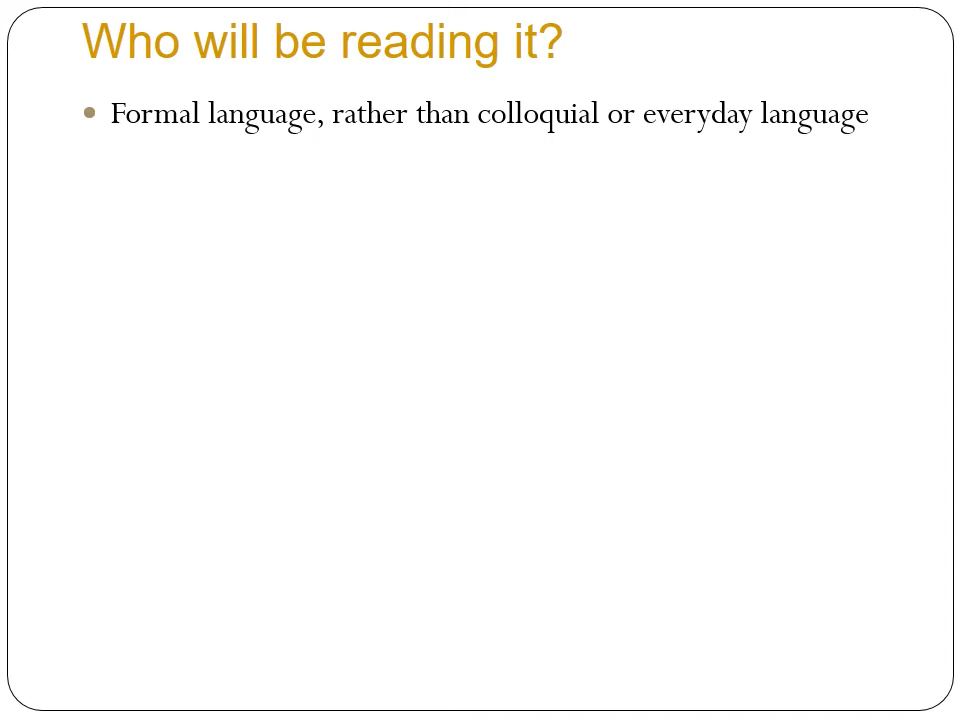 Who will be reading it?
Formal language, rather than colloquial or everyday language